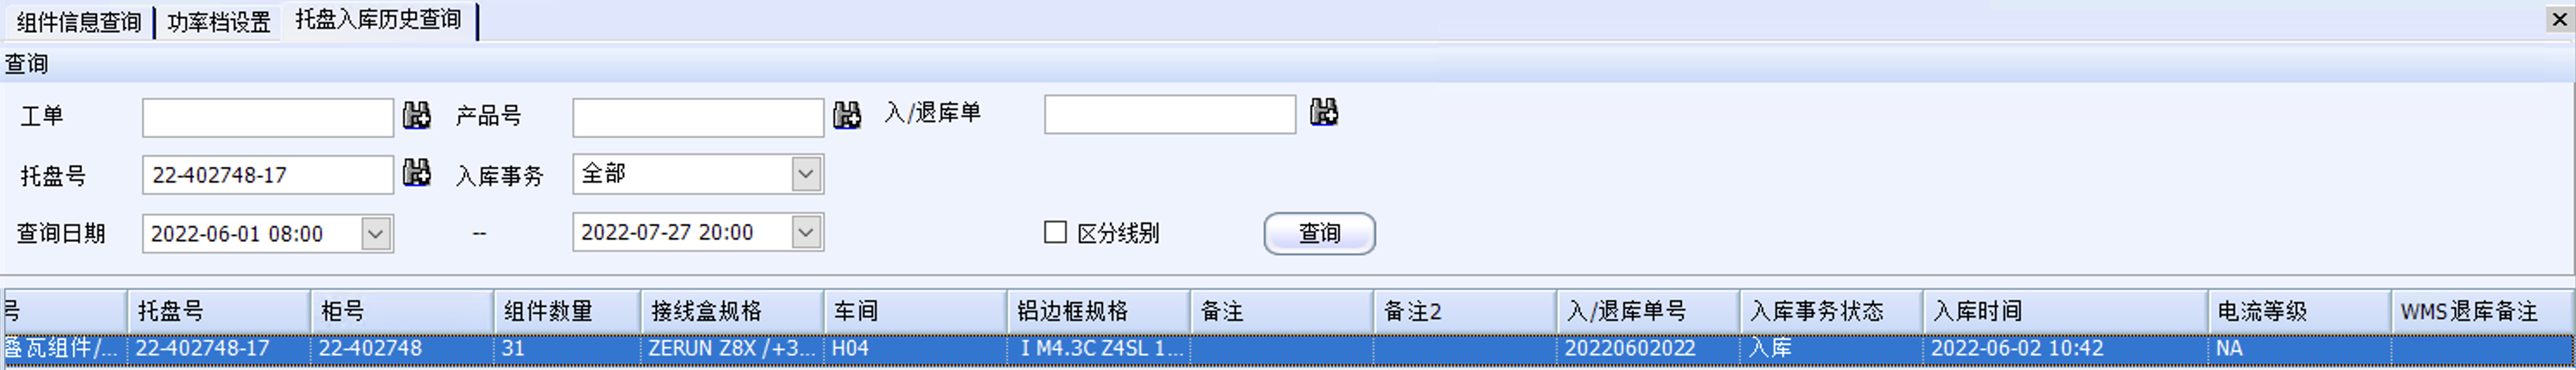 组件信息查询 功率档设置 托盘入库历史查询
查询
工单 产品号 入/退库单
托盘号 22-402748-17 入库事务 全部
查询日期 2022-06-01 08:00 -- 2022-07-27 20:00 区分线别 查询
号 托盘号 柜号 组件数量 接线盒规格 车间 铝边框规格 备注 备注2 入/退库单号 入库事务状态 入库时间 电流等级 WMS退库备注
叠瓦组件/... 22-402748-17 22-402748 31 ZERUN Z8X /+3... H04 I M4.3C Z4SL 1... 20220602022 入库 2022-06-02 10:42 NA